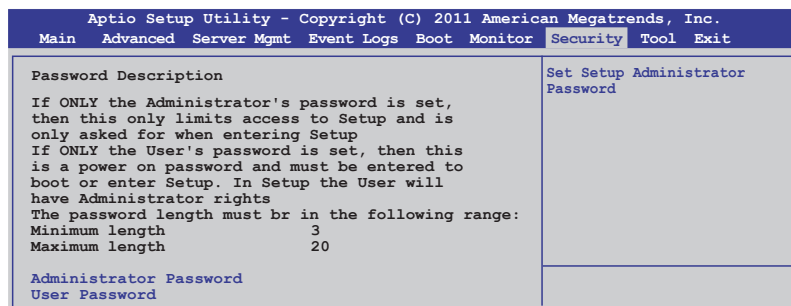 Aptio Setup Utility - Copyright (C) 2011 American Megatrends, Inc.
Main Advanced Server Mgmt Event Logs Boot Monitor Security Tool Exit
Password Description
If ONLY the Administrator's password is set,
then this only limits access to Setup and is
only asked for when entering Setup
If ONLY the User's password is set, then this
is a power on password and must be entered to
boot or enter Setup. In Setup the User will
have Administrator rights
The password length must br in the following range:
Minimum length 3
Maximum length 20
Administrator Password
User Password
Set Setup Administrator
Password